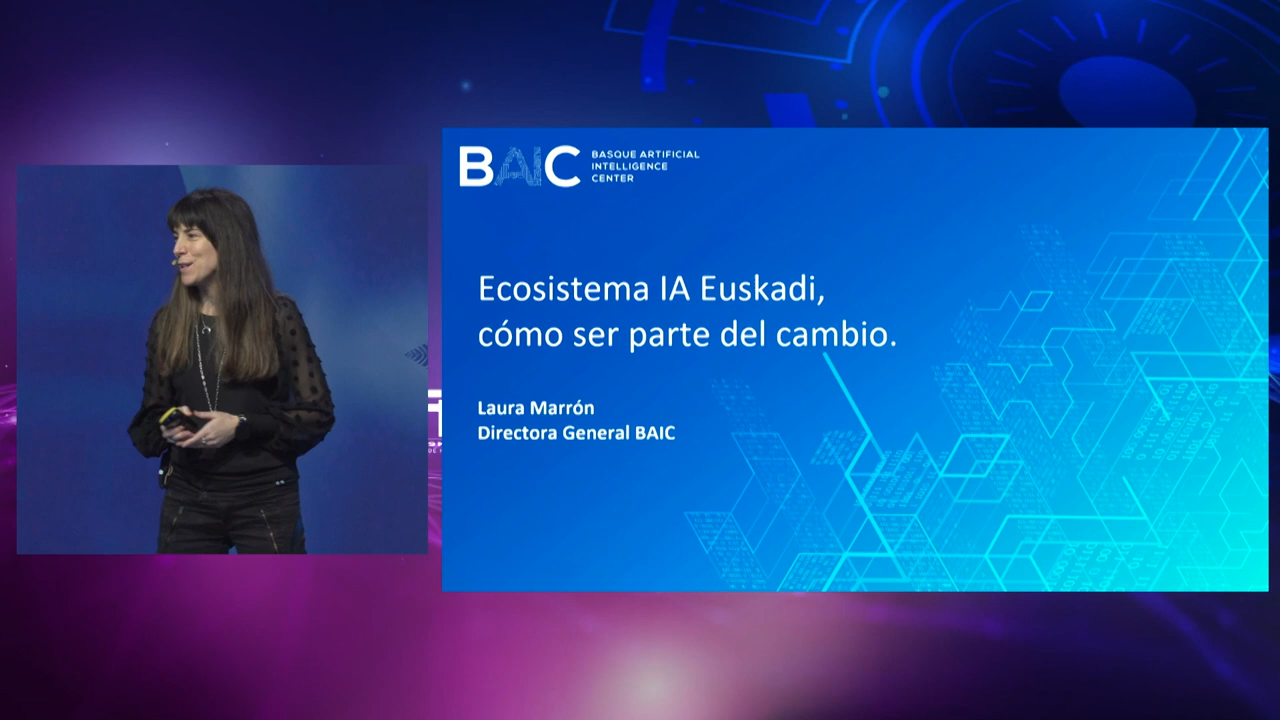 BAIC
BASQUE ARTIFICIAL
INTELLIGENCE
CENTER
Ecosistema IA Euskadi,
cómo ser parte del cambio.
Laura Marrón
Directora General BAIC